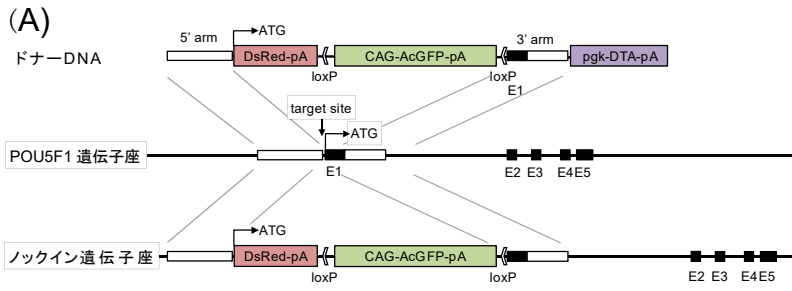 (A)
ATG
5' arm
3' arm
ドナーDNA
DsRed-pA
CAG-AcGFP-pA
pgk-DTA-pA
loxP
loxP
E1
target site
ATG
POU5F1 遺伝子座
E1
E2
E3
E4
E5
ATG
ノックイン遺伝子座
DsRed-pA
CAG-AcGFP-pA
loxP
loxP
E2
E3
E4
E5